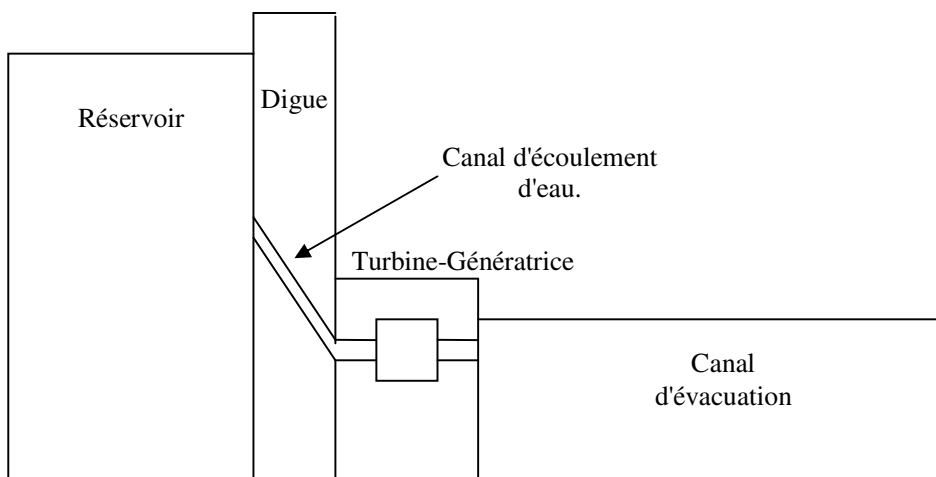 Digue
Réservoir
Canal d'écoulement
d'eau.
Turbine-Génératrice
Canal
d'évacuation